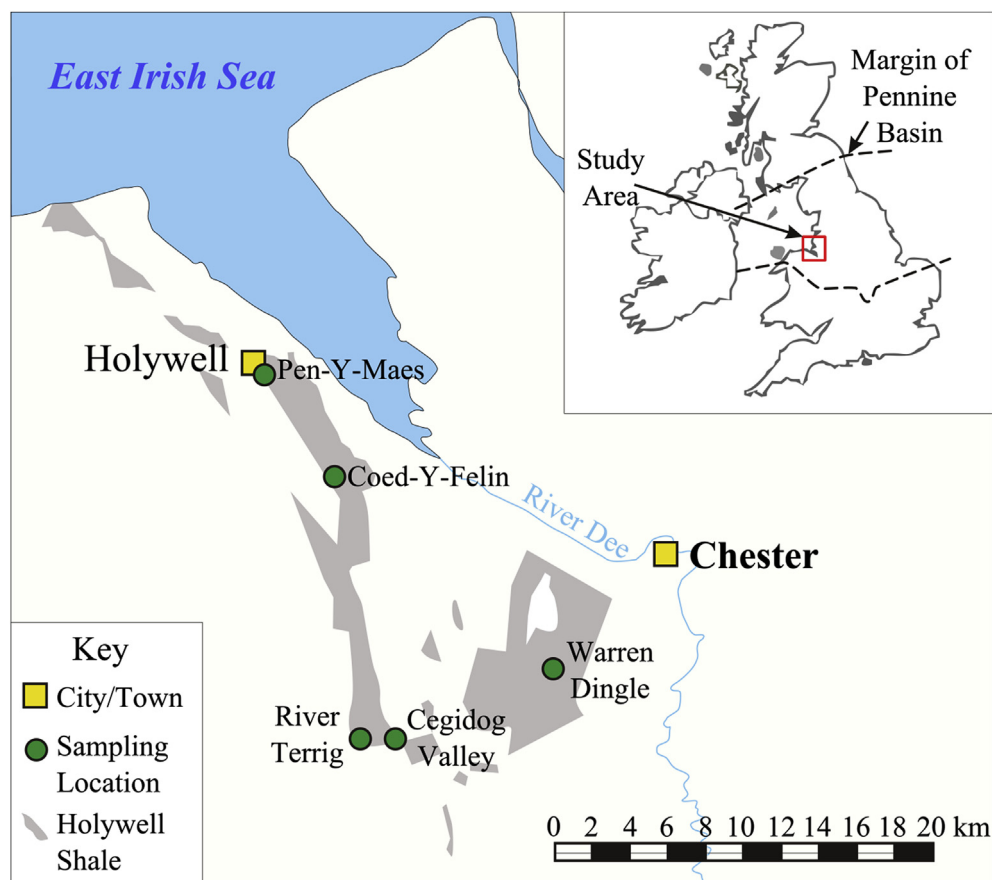 East Irish Sea
Margin of
Pennine
Basin
Study
Area
Holywell
Pen-Y-Maes
Coed-Y-Felin
River Dee
Chester
Warren
Dingle
River
Terrig
Cegidog
Valley
Key
City/Town
Sampling
Location
Holywell
Shale
0 2 4 6 8 10 12 14 16 18 20 km